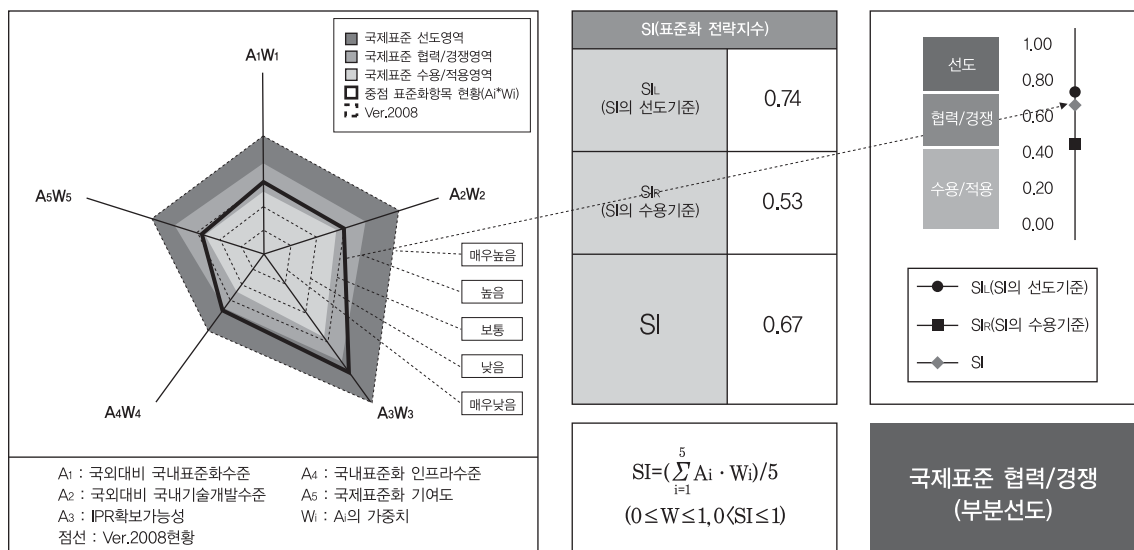 국제표준 선도영역
국제표준 협력/경쟁영역
국제표준 수용/적용영역
중점 표준화항목 현황(Ai*Wi)
Ver.2008
A1W1
A2W2
A3W3
A4W4
A5W5
매우높음
높음
보통
낮음
매우낮음
A1 : 국외대비 국내표준화수준
A2 : 국외대비 국내기술개발수준
A3 : IPR확보가능성
점선 : Ver.2008현황
A4 : 국내표준화 인프라수준
A5 : 국제표준화 기여도
Wi : Ai의 가중치
SI(표준화 전략지수)
SIL
(SI의 선도기준)
0.74
SIR
(SI의 수용기준)
0.53
SI
0.67
SI=(∑Ai · Wi)/5
5
i=1
(0≤W≤1, 0<SI≤1)
선도
협력/경쟁
수용/적용
1.00
0.80
0.60
0.40
0.20
0.00
SIL(SI의 선도기준)
SIR(SI의 수용기준)
SI
국제표준 협력/경쟁
(부분선도)